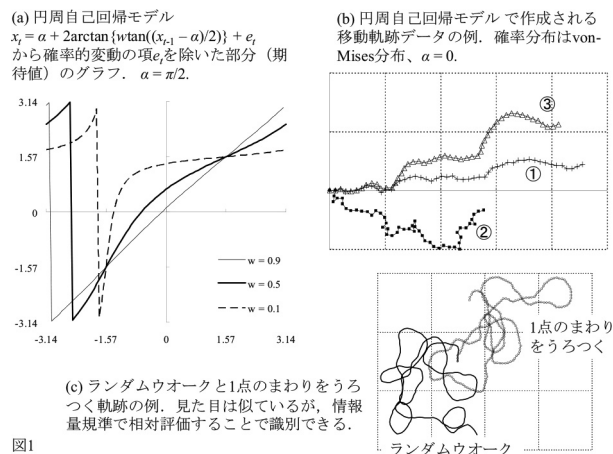 (a) 円周自己回帰モデル
xₜ = α + 2arctan{wtan((xₜ₋₁ − α)/2)} + eₜ
から確率的変動の項eₜを除いた部分（期
待値）のグラフ．α = π/2.
3.14
1.57
0
-1.57
-3.14
-3.14
-1.57
0
1.57
3.14
w = 0.9
w = 0.5
w = 0.1
(b) 円周自己回帰モデル で作成される
移動軌跡データの例．確率分布はvon-
Mises分布、α = 0.
③
①
②
1点のまわり
をうろつく
ランダムウオーク
(c) ランダムウオークと1点のまわりをうろ
つく軌跡の例．見た目は似ているが，情報
量規準で相対評価することで識別できる．
図1